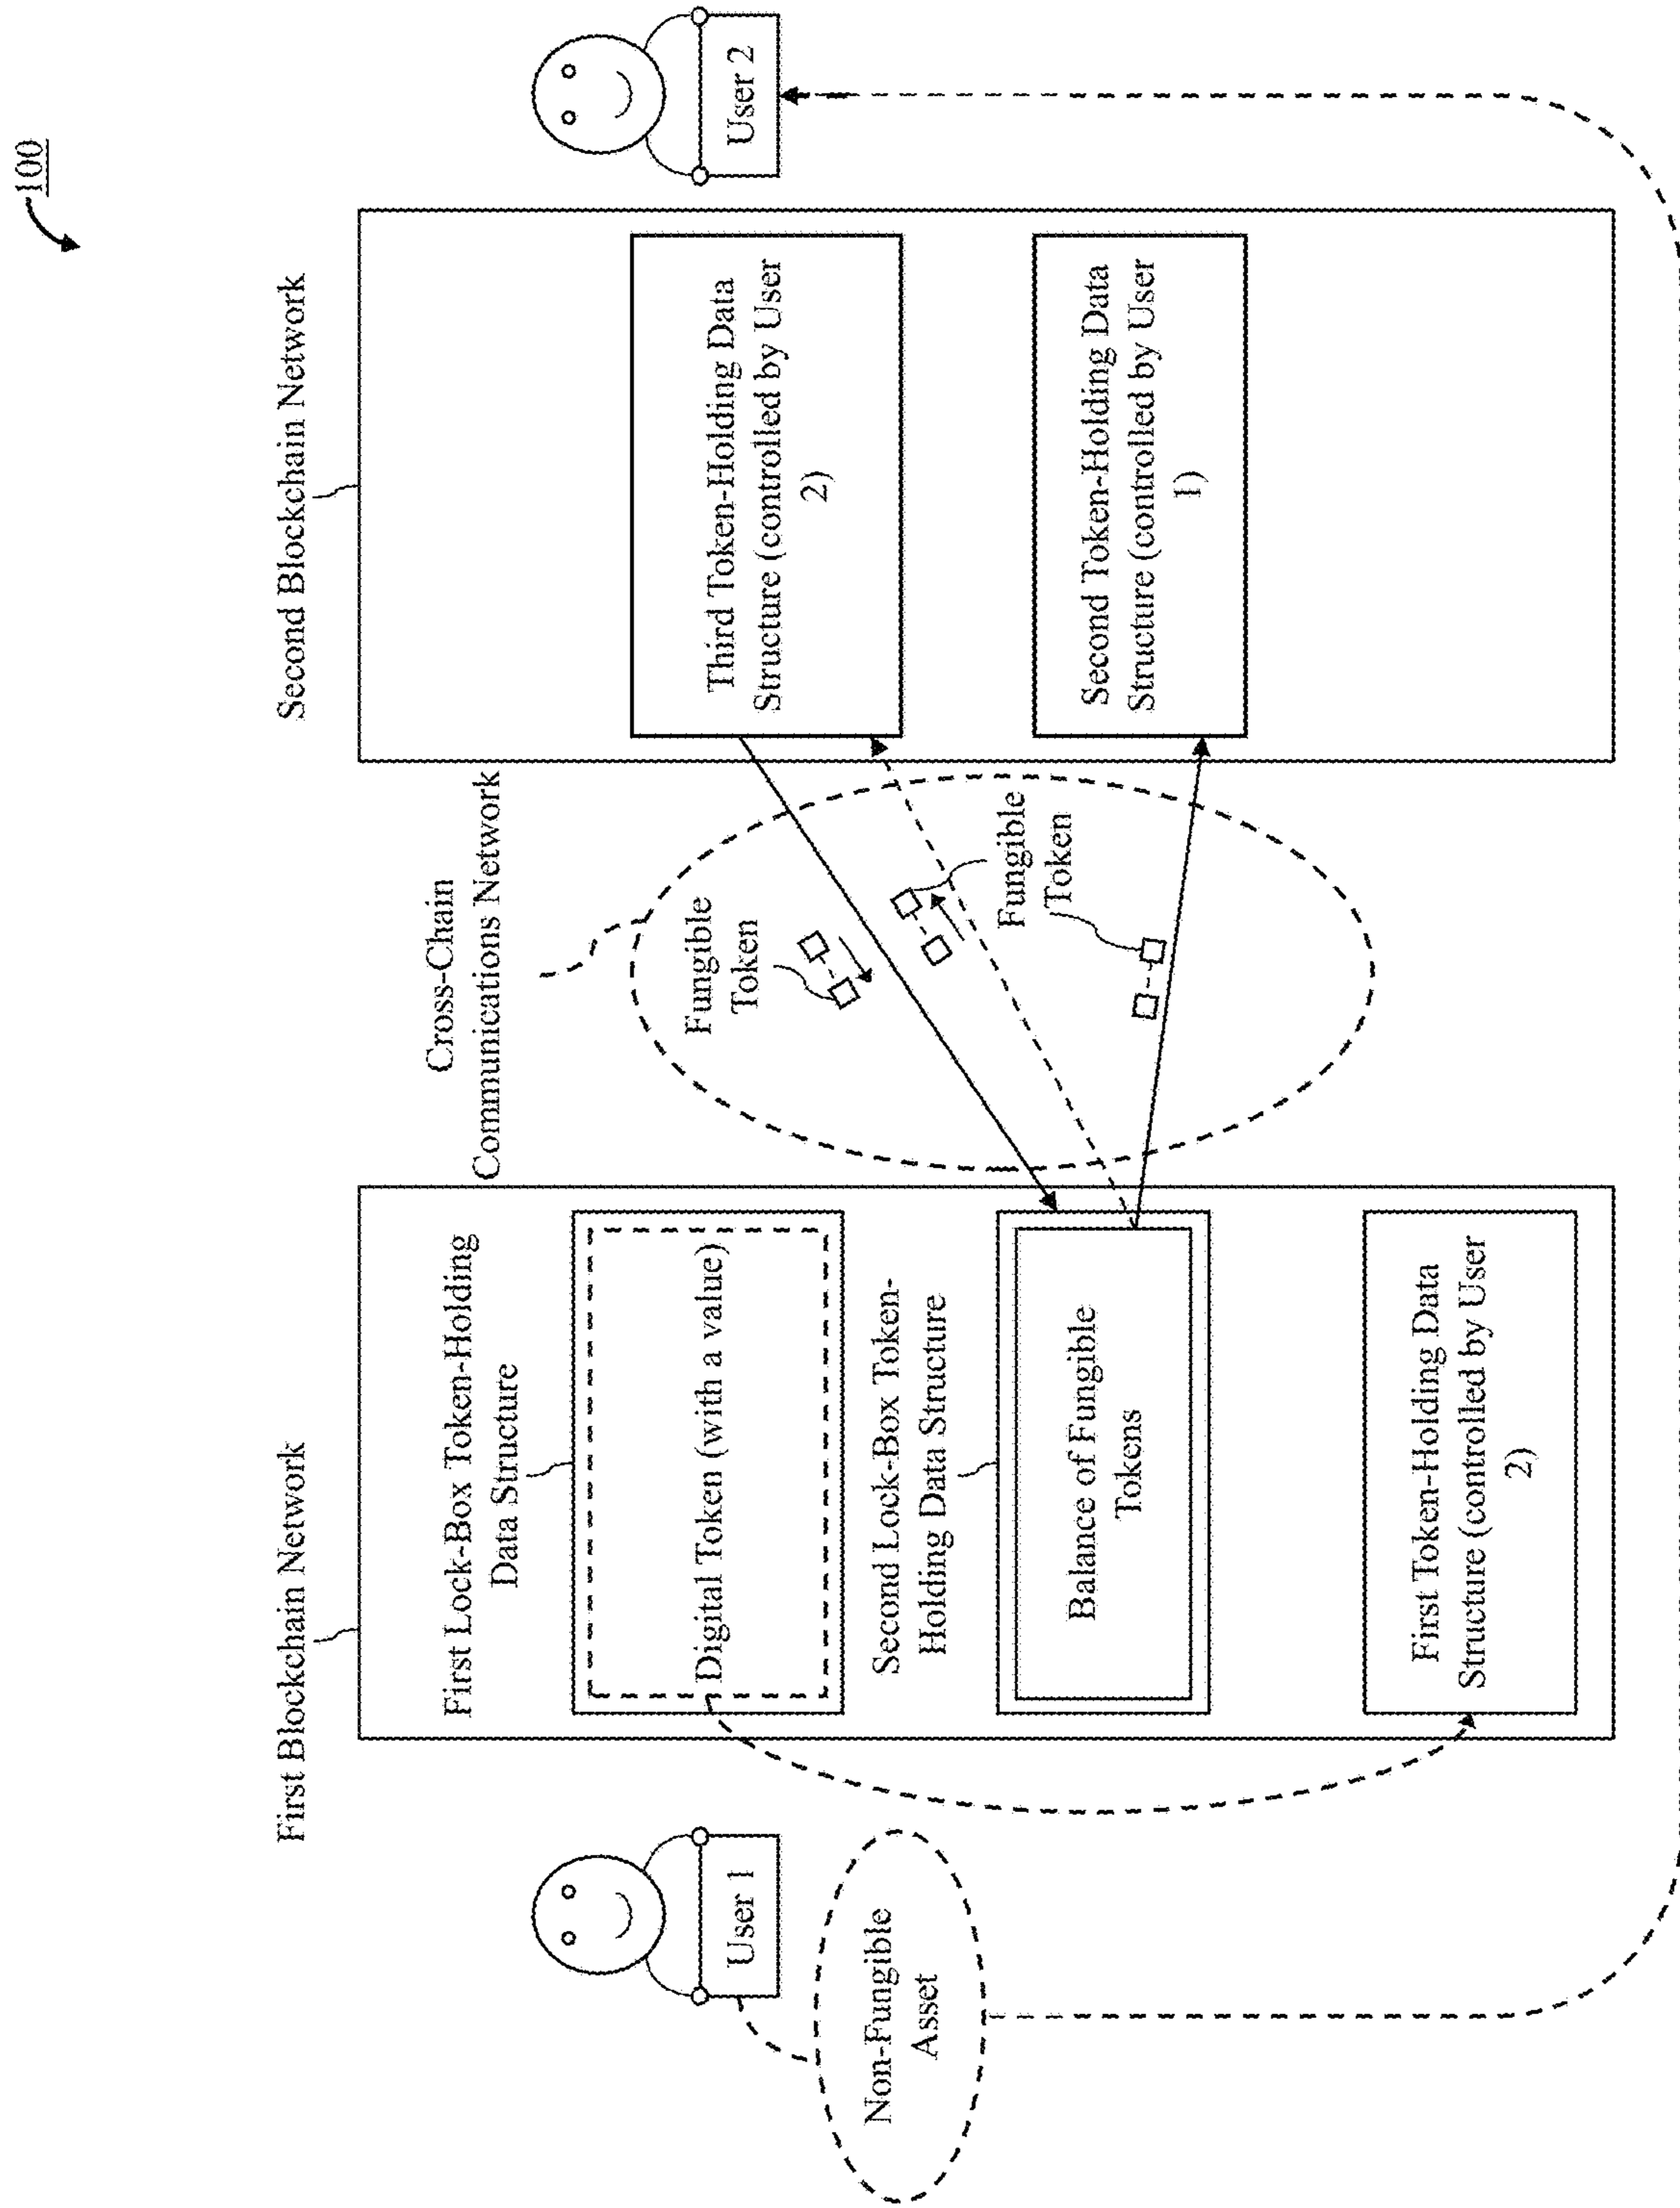 100
First Blockchain Network
Second Blockchain Network
Cross-Chain
Communications Network
First Lock-Box Token-Holding
Data Structure
Digital Token (with a value)
Second Lock-Box Token-
Holding Data Structure
Balance of Fungible
Tokens
First Token-Holding Data
Structure (controlled by User
2)
Fungible
Token
Fungible
Token
Third Token-Holding Data
Structure (controlled by User
2)
Second Token-Holding Data
Structure (controlled by User
1)
User 1
Non-Fungible
Asset
User 2